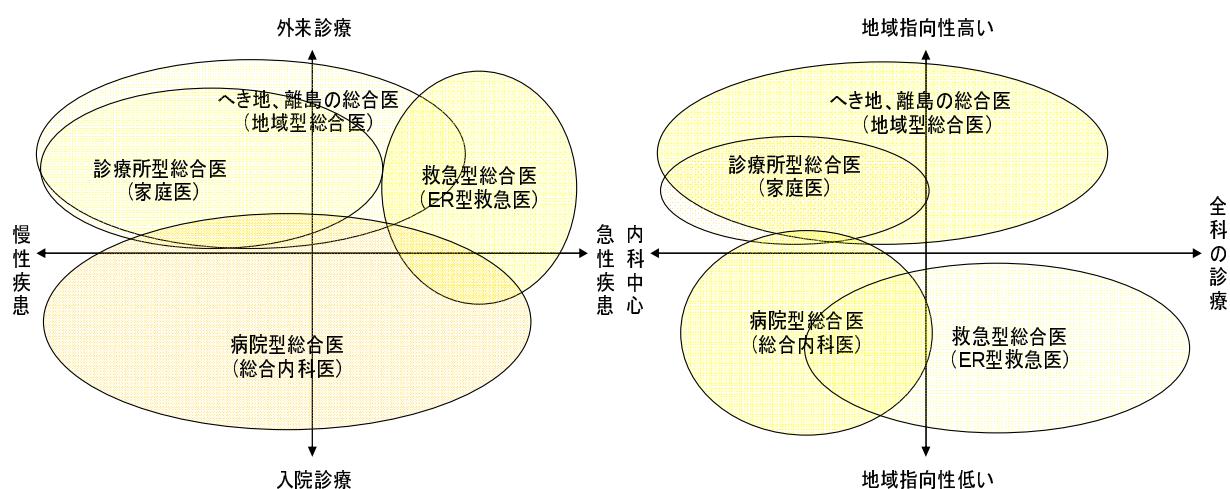 外来診療
へき地、離島の総合医
（地域型総合医）
診療所型総合医
（家庭医）
救急型総合医
（ER型救急医）
慢性疾患
急性疾患
病院型総合医
（総合内科医）
入院診療
地域指向性高い
へき地、離島の総合医
（地域型総合医）
診療所型総合医
（家庭医）
内科中心
全科の診療
病院型総合医
（総合内科医）
救急型総合医
（ER型救急医）
地域指向性低い